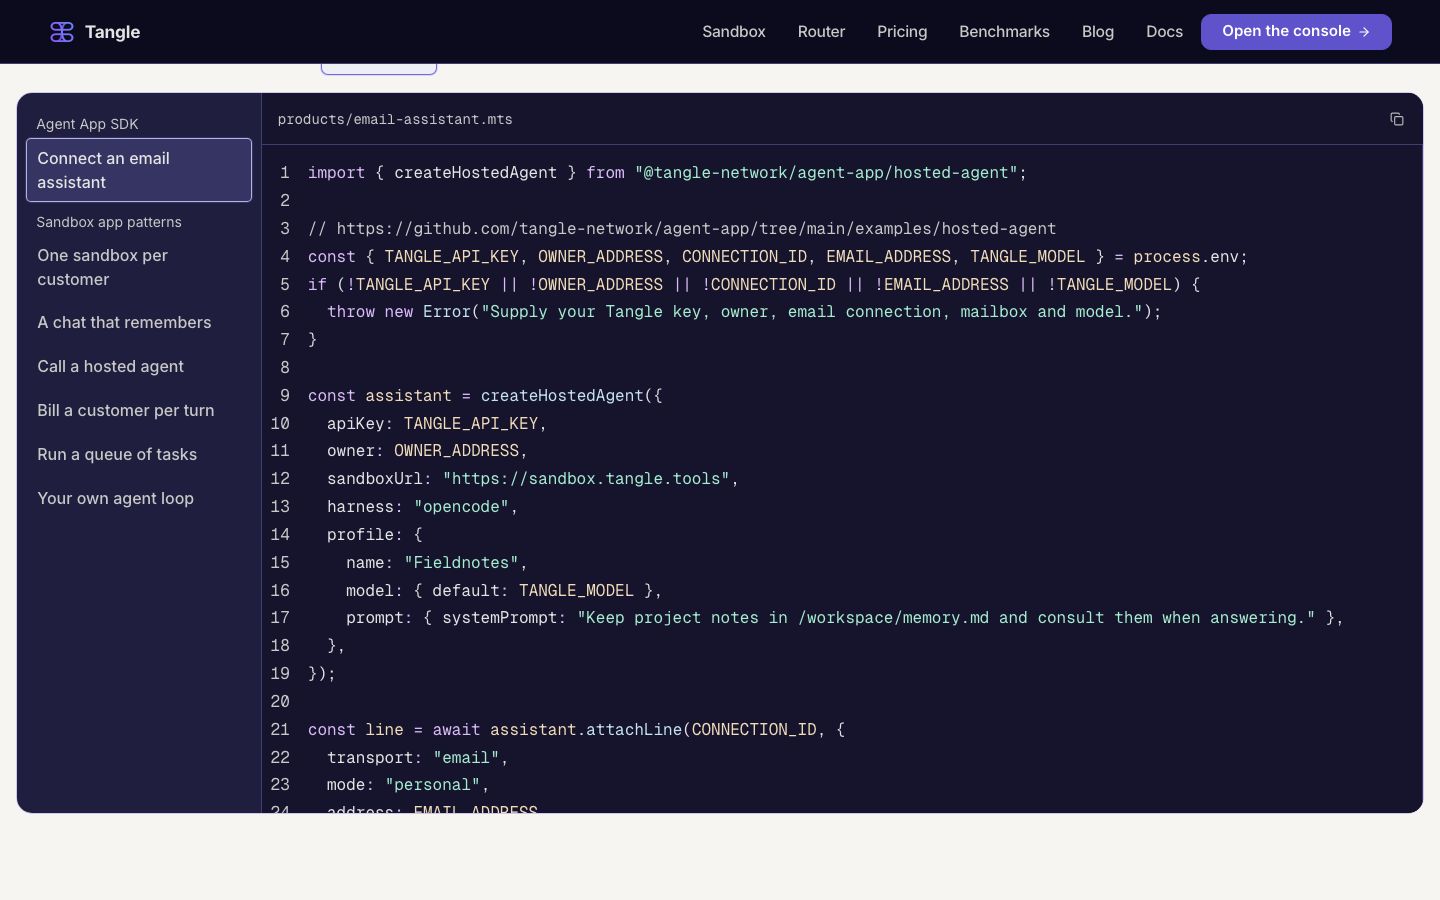 Tangle
Sandbox
Router
Pricing
Benchmarks
Blog
Docs
Open the console →
Agent App SDK
Connect an email
assistant
Sandbox app patterns
One sandbox per
customer
A chat that remembers
Call a hosted agent
Bill a customer per turn
Run a queue of tasks
Your own agent loop
products/email-assistant.mts
1 import { createHostedAgent } from "@tangle-network/agent-app/hosted-agent";
2
3 // https://github.com/tangle-network/agent-app/tree/main/examples/hosted-agent
4 const { TANGLE_API_KEY, OWNER_ADDRESS, CONNECTION_ID, EMAIL_ADDRESS, TANGLE_MODEL } = process.env;
5 if (!TANGLE_API_KEY || !OWNER_ADDRESS || !CONNECTION_ID || !EMAIL_ADDRESS || !TANGLE_MODEL) {
6   throw new Error("Supply your Tangle key, owner, email connection, mailbox and model.");
7 }
8
9 const assistant = createHostedAgent({
10   apiKey: TANGLE_API_KEY,
11   owner: OWNER_ADDRESS,
12   sandboxUrl: "https://sandbox.tangle.tools",
13   harness: "opencode",
14   profile: {
15     name: "Fieldnotes",
16     model: { default: TANGLE_MODEL },
17     prompt: { systemPrompt: "Keep project notes in /workspace/memory.md and consult them when answering." },
18   },
19 });
20
21 const line = await assistant.attachLine(CONNECTION_ID, {
22   transport: "email",
23   mode: "personal",
24   address: EMAIL_ADDRESS